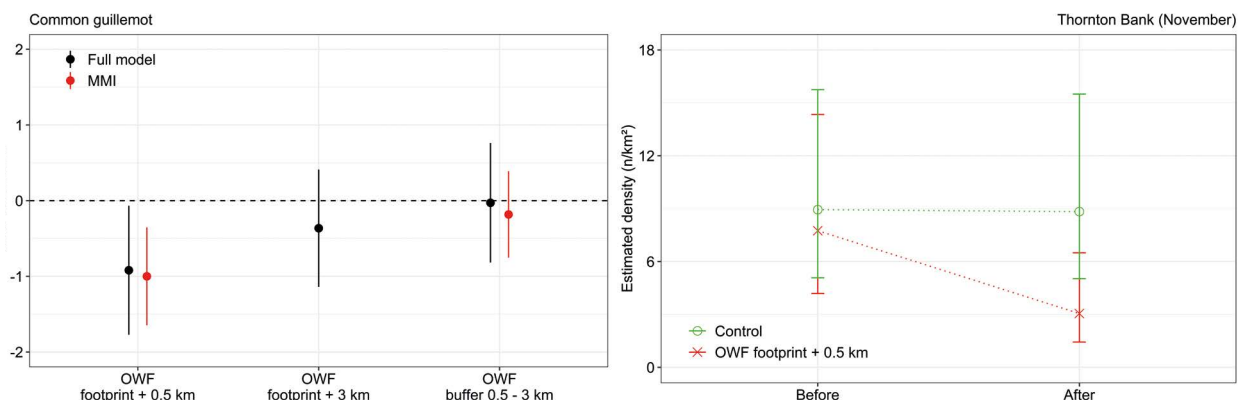 Common guillemot
Full model
MMI
2
1
0
-1
-2
OWF
footprint + 0.5 km
OWF
footprint + 3 km
OWF
buffer 0.5 - 3 km
Thornton Bank (November)
Estimated density (n/km²)
18
12
6
0
Control
OWF footprint + 0.5 km
Before
After